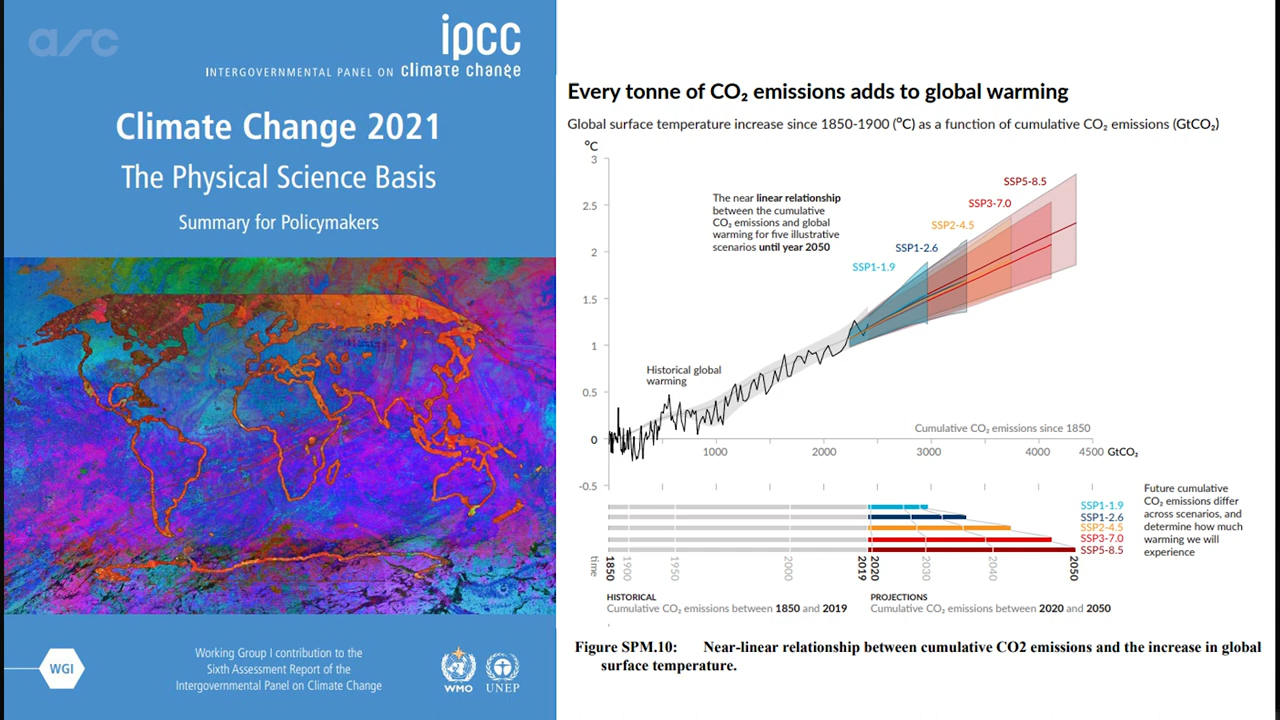 arc
ipcc
INTERGOVERNMENTAL PANEL ON climate change
Climate Change 2021
The Physical Science Basis
Summary for Policymakers
WGI
Working Group I contribution to the
Sixth Assessment Report of the
Intergovernmental Panel on Climate Change
WMO
UNEP
Every tonne of CO₂ emissions adds to global warming
Global surface temperature increase since 1850-1900 (°C) as a function of cumulative CO₂ emissions (GtCO₂)
°C
3
2.5
2
1.5
1
0.5
0
-0.5
The near linear relationship
between the cumulative
CO₂ emissions and global
warming for five illustrative
scenarios until year 2050
SSP5-8.5
SSP3-7.0
SSP2-4.5
SSP1-2.6
SSP1-1.9
Historical global
warming
Cumulative CO₂ emissions since 1850
1000 2000 3000 4000 4500 GtCO₂
SSP1-1.9
SSP1-2.6
SSP2-4.5
SSP3-7.0
SSP5-8.5
Future cumulative
CO₂ emissions differ
across scenarios, and
determine how much
warming we will
experience
time 1850 1900 1950 2000 2019 2020 2030 2040 2050
HISTORICAL
Cumulative CO₂ emissions between 1850 and 2019
PROJECTIONS
Cumulative CO₂ emissions between 2020 and 2050
Figure SPM.10: Near-linear relationship between cumulative CO2 emissions and the increase in global
surface temperature.